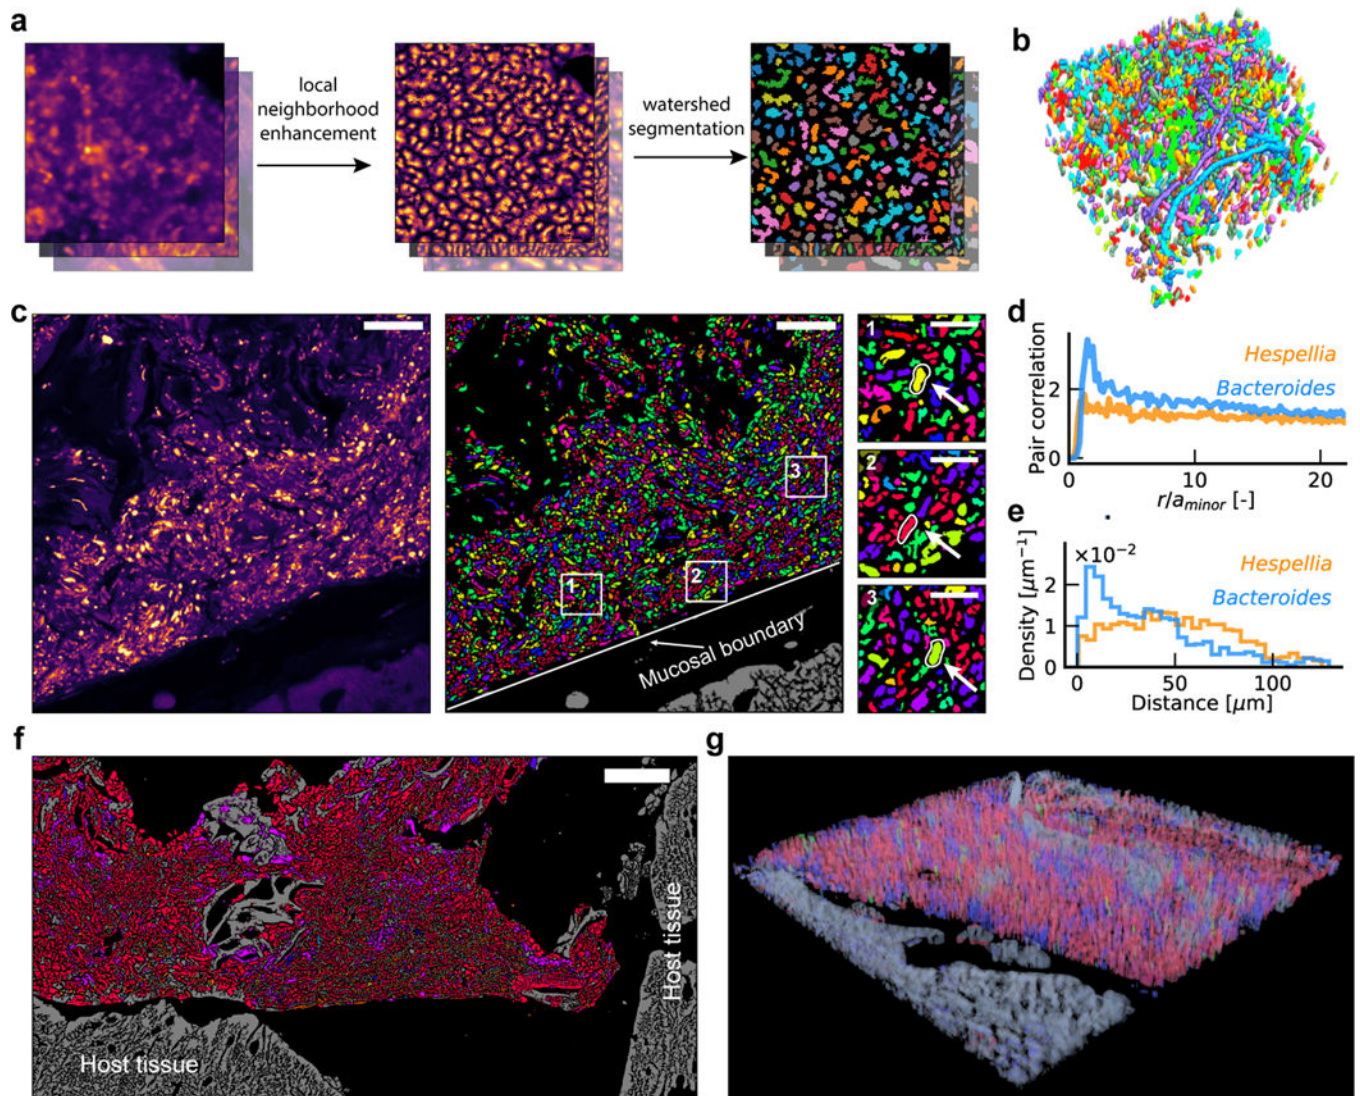 a
local
neighborhood
enhancement
watershed
segmentation
b
c
1
2
3
Mucosal boundary
1
2
3
d
Pair correlation
2
0
Hespellia
Bacteroides
0 10 20
r/a_minor [-]
e
Density [μm⁻¹]
×10⁻²
2
1
0
Hespellia
Bacteroides
0 50 100
Distance [μm]
f
Host tissue
Host tissue
g